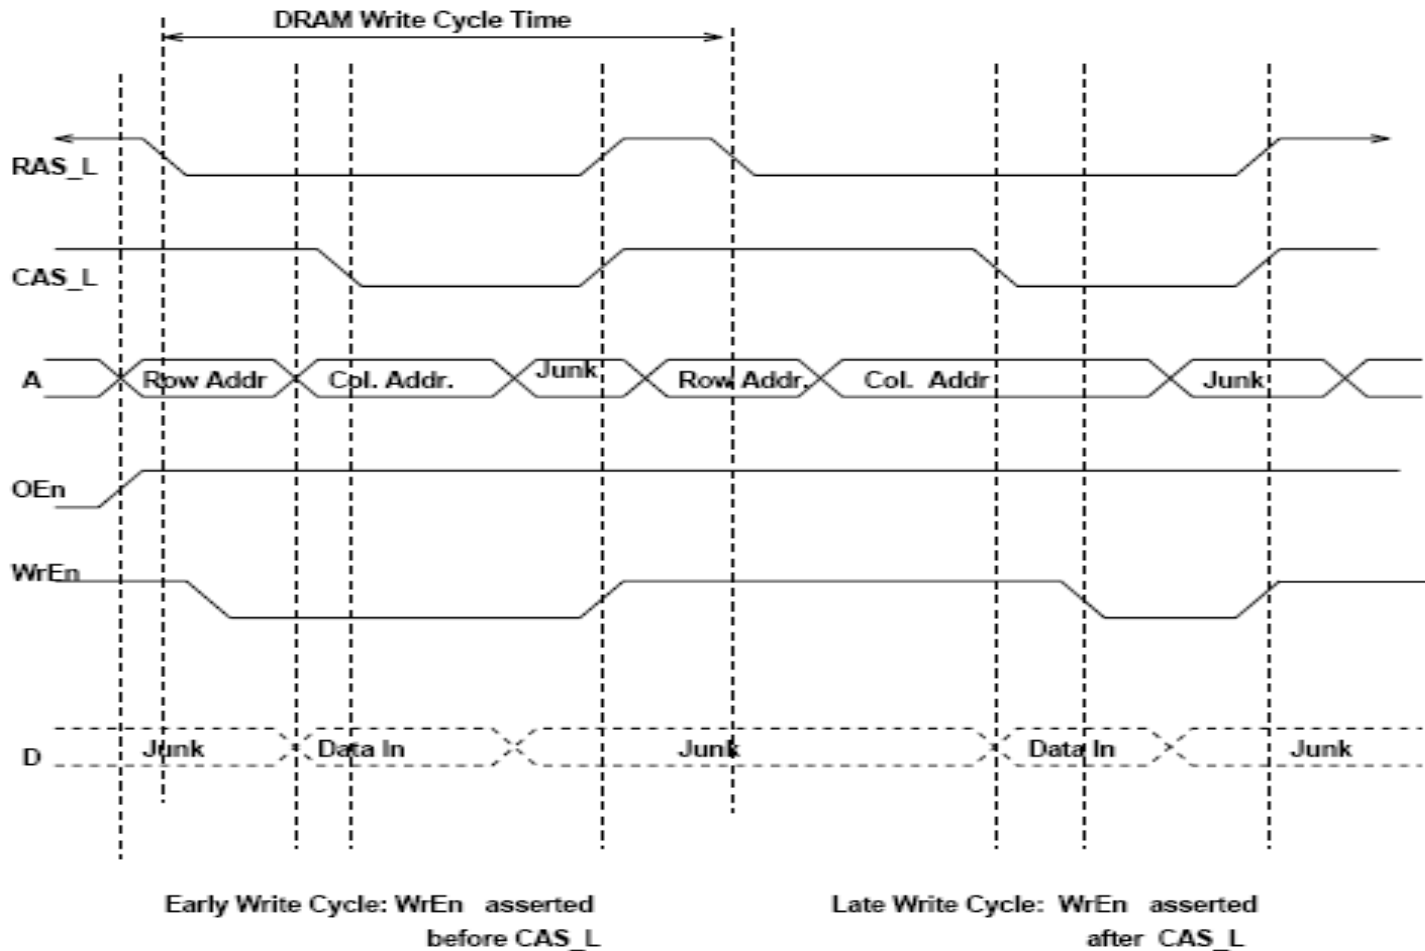 DRAM Write Cycle Time
RAS_L
CAS_L
A Row Addr Col. Addr. Junk Row Addr. Col. Addr Junk
OEn
WrEn
D Junk Data In Junk Data In Junk
Early Write Cycle: WrEn asserted
before CAS_L
Late Write Cycle: WrEn asserted
after CAS_L